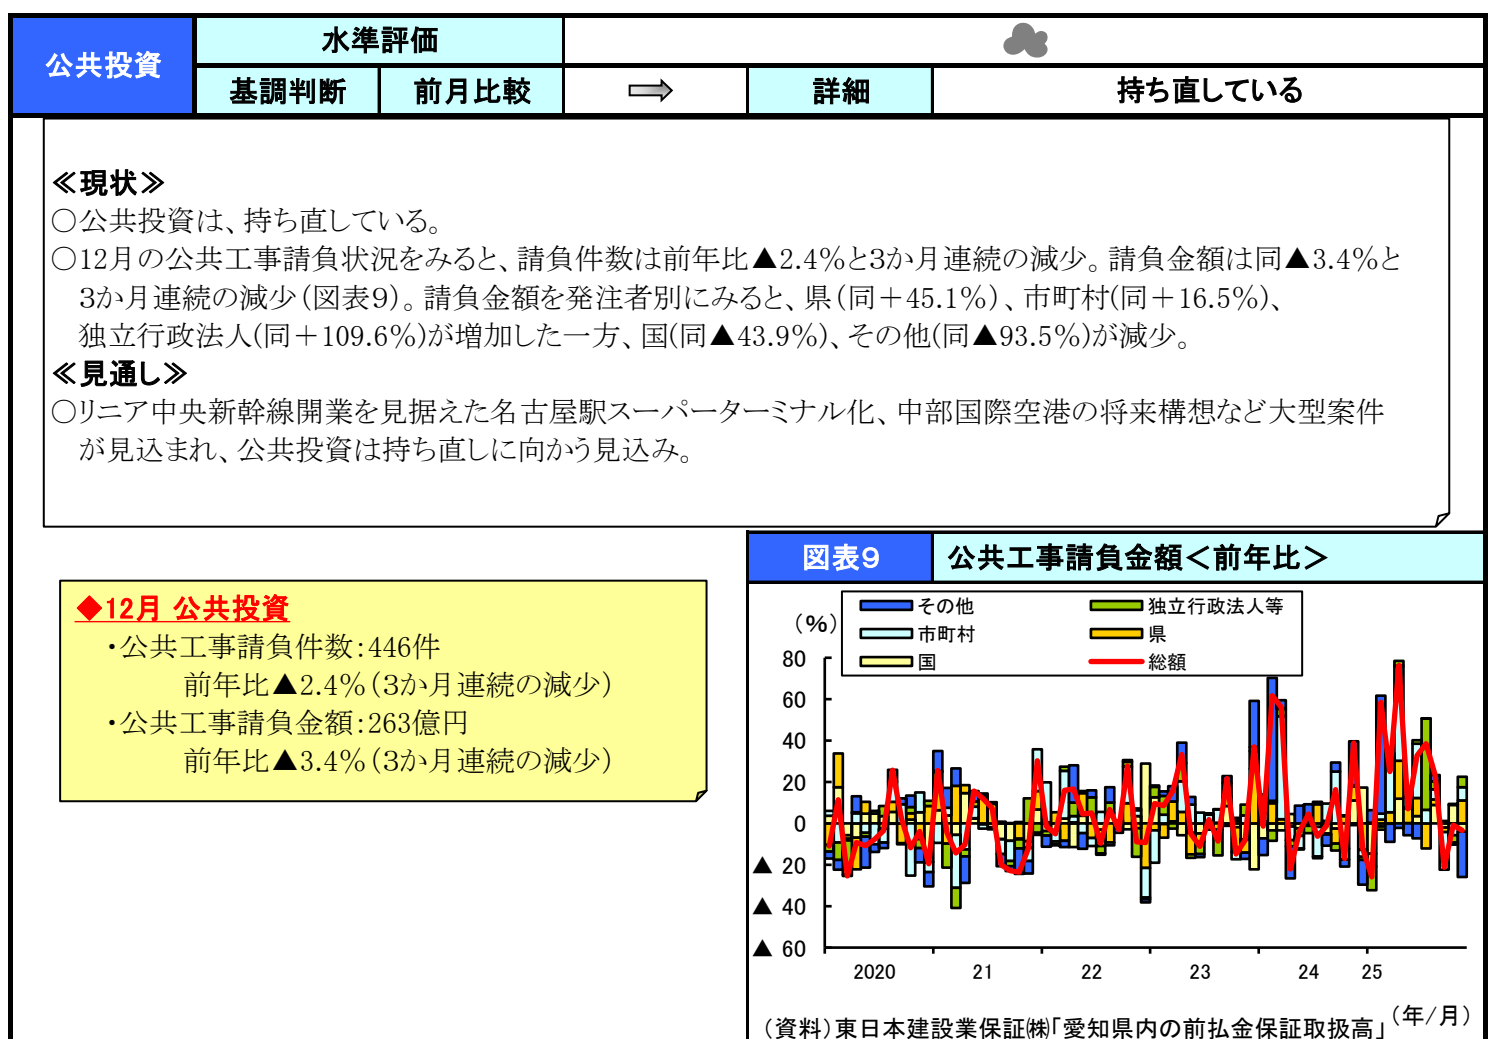 公共投資
水準評価
基調判断 前月比較 ⇒ 詳細 持ち直している
≪現状≫
○公共投資は、持ち直している。
○12月の公共工事請負状況をみると、請負件数は前年比▲2.4％と3か月連続の減少。請負金額は同▲3.4％と
3か月連続の減少（図表9）。請負金額を発注者別にみると、県（同＋45.1％）、市町村(同＋16.5％)、
独立行政法人(同＋109.6％)が増加した一方、国(同▲43.9％)、その他(同▲93.5％)が減少。
≪見通し≫
○リニア中央新幹線開業を見据えた名古屋駅スーパーターミナル化、中部国際空港の将来構想など大型案件
が見込まれ、公共投資は持ち直しに向かう見込み。
◆12月 公共投資
・公共工事請負件数：446件
前年比▲2.4％（3か月連続の減少）
・公共工事請負金額：263億円
前年比▲3.4％（3か月連続の減少）
図表9 公共工事請負金額＜前年比＞
（％）
その他 独立行政法人等
市町村 県
国 総額
80
60
40
20
0
▲ 20
▲ 40
▲ 60
2020 21 22 23 24 25
（年/月）
（資料）東日本建設業保証㈱「愛知県内の前払金保証取扱高」